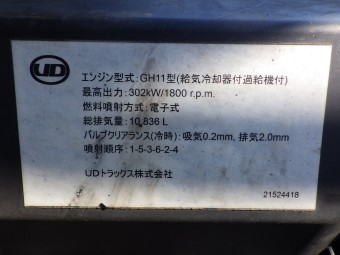 UD
エンジン型式：GH11型(給気冷却器付過給機付)
最高出力：302kW/1800 r.p.m.
燃料噴射方式：電子式
総排気量：10,836 L
バルブクリアランス(冷時)：吸気0.2mm, 排気2.0mm
噴射順序：1-5-3-6-2-4
UDトラックス株式会社
21524418